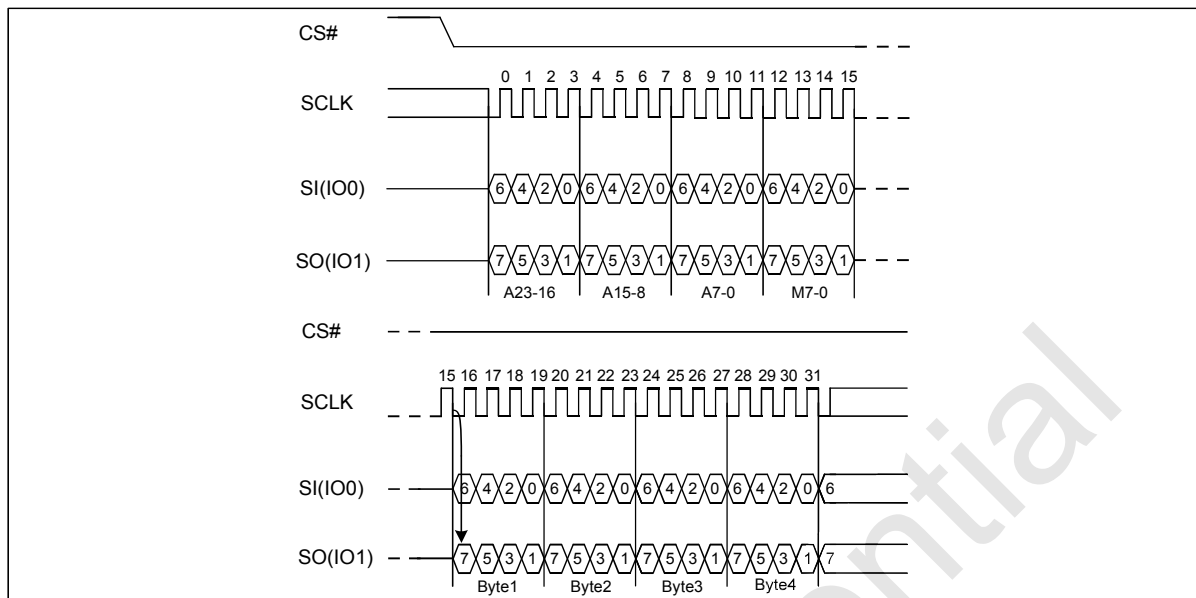 CS#
0 1 2 3 4 5 6 7 8 9 10 11 12 13 14 15
SCLK
SI(IO0) 6 4 2 0 6 4 2 0 6 4 2 0 6 4 2 0
SO(IO1) 7 5 3 1 7 5 3 1 7 5 3 1 7 5 3 1
A23-16 A15-8 A7-0 M7-0
CS#
15 16 17 18 19 20 21 22 23 24 25 26 27 28 29 30 31
SCLK
SI(IO0) 6 4 2 0 6 4 2 0 6 4 2 0 6 4 2 0 6
SO(IO1) 7 5 3 1 7 5 3 1 7 5 3 1 7 5 3 1 7
Byte1 Byte2 Byte3 Byte4
ential